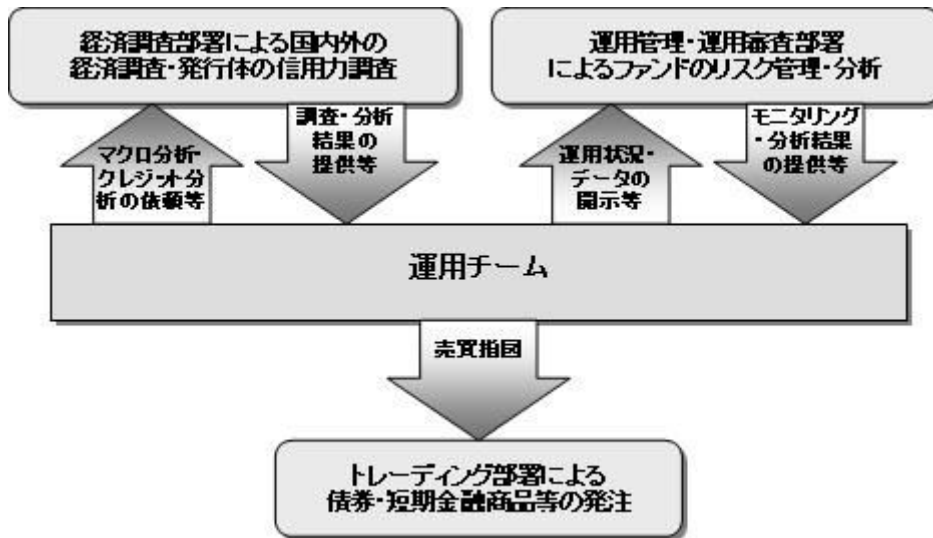 経済調査部署による国内外の
経済調査・発行体の信用力調査
運用管理・運用審査部署
によるファンドのリスク管理・分析
マクロ分析・
クレジット分
析の依頼等
調査・分析
結果の
提供等
運用状況・
データの
開示等
モニタリング
・分析結果
の提供等
運用チーム
売買指図
トレーディング部署による
債券・短期金融商品等の発注